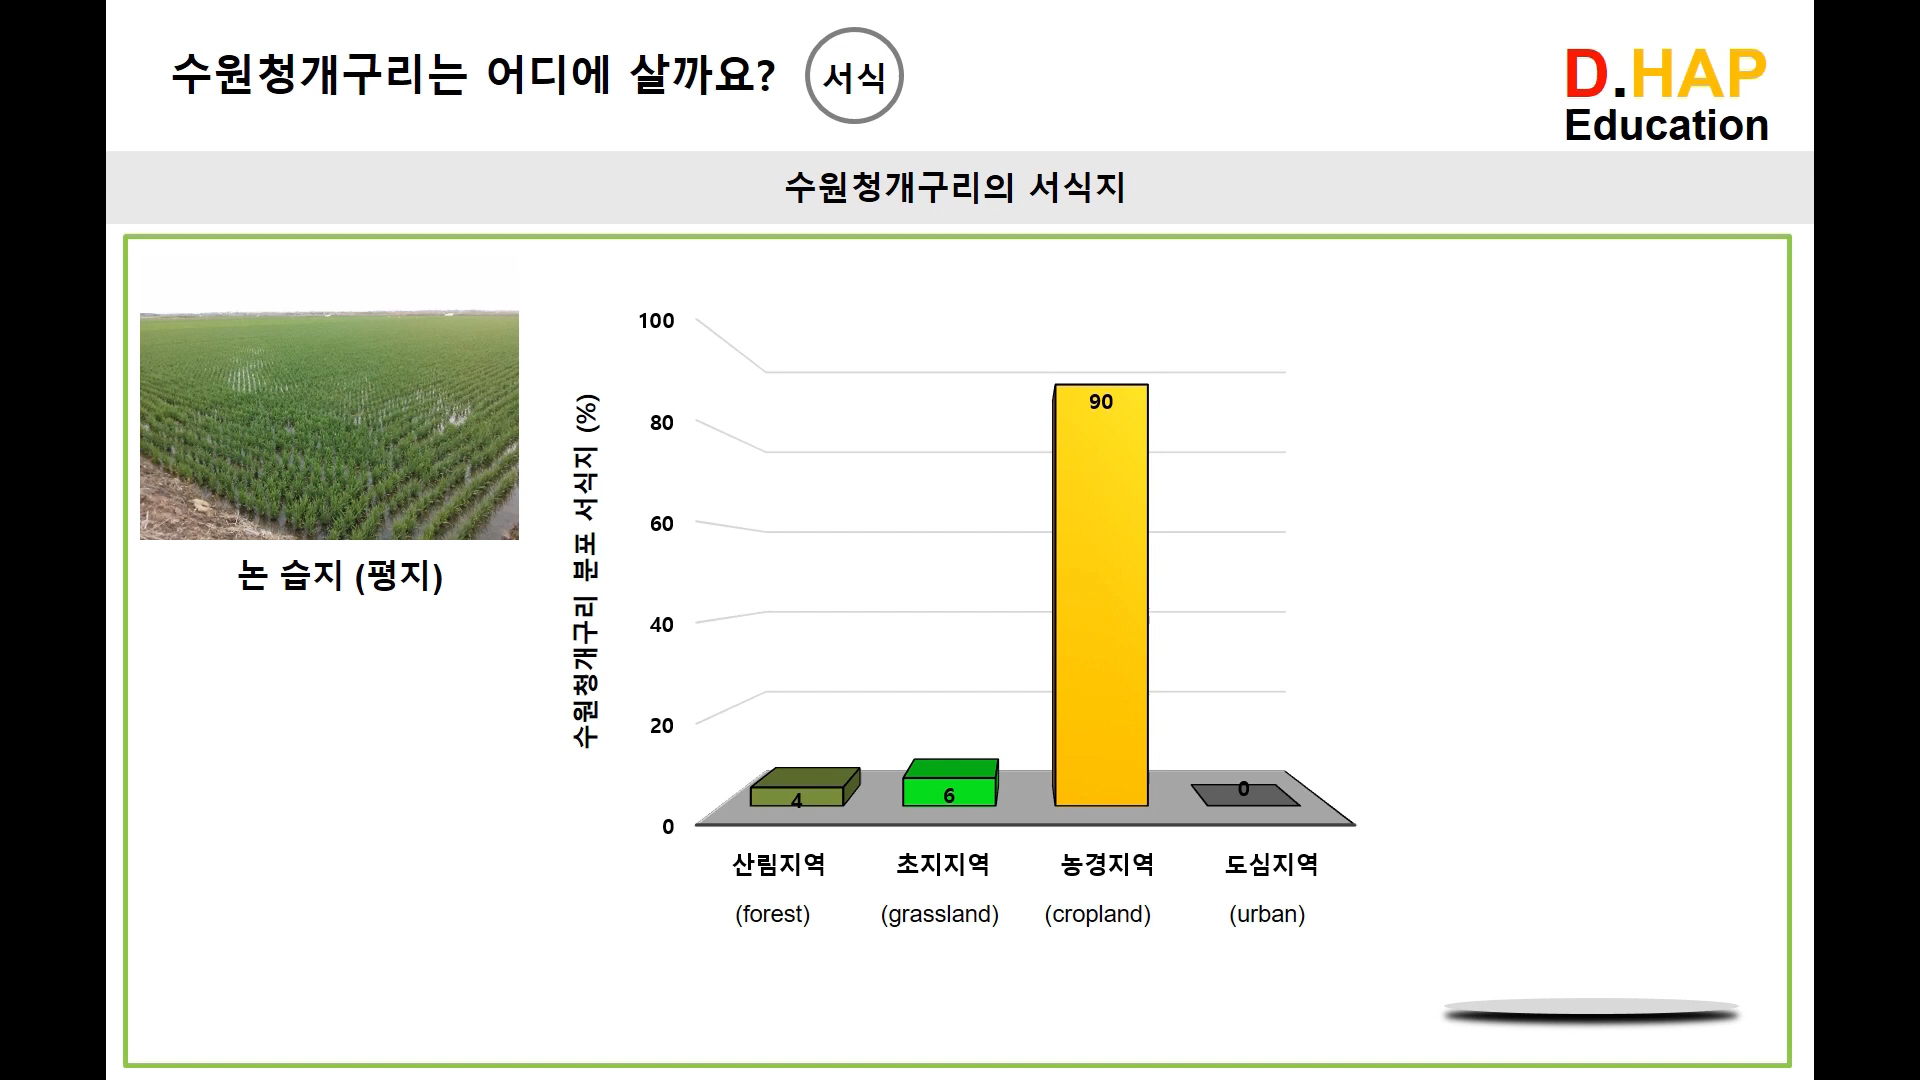 수원청개구리는 어디에 살까요?
서식
D.HAP
Education
수원청개구리의 서식지
논 습지 (평지)
수원청개구리 분포 서식지 (%)
100
80
60
40
20
0
4
6
90
0
산림지역 초지지역 농경지역 도심지역
(forest) (grassland) (cropland) (urban)